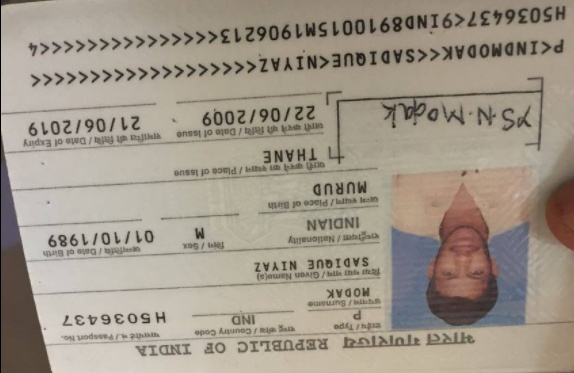 भारत गणराज्य REPUBLIC OF INDIA
टाईप / Type राष्ट्र कोड / Country Code पासपोर्ट नं. / Passport No.
P IND H5036437
उपनाम / Surname
MODAK
दिया गया नाम / Given Name(s)
SADIQUE NIYAZ
राष्ट्रीयता / Nationality लिंग / Sex जन्मतिथि / Date of Birth
INDIAN M 01/10/1989
जन्म स्थान / Place of Birth
MURUD
जारी करने का स्थान / Place of Issue
THANE
जारी करने की तिथि / Date of Issue समाप्ति की तिथि / Date of Expiry
22/06/2009 21/06/2019
S.N.Modak
P<INDMODAK<<SADIQUE<NIYAZ<<<<<<<<<<<<<<<<<<<
H5036437<9IND8910015M1906213<<<<<<<<<<<<<<<4